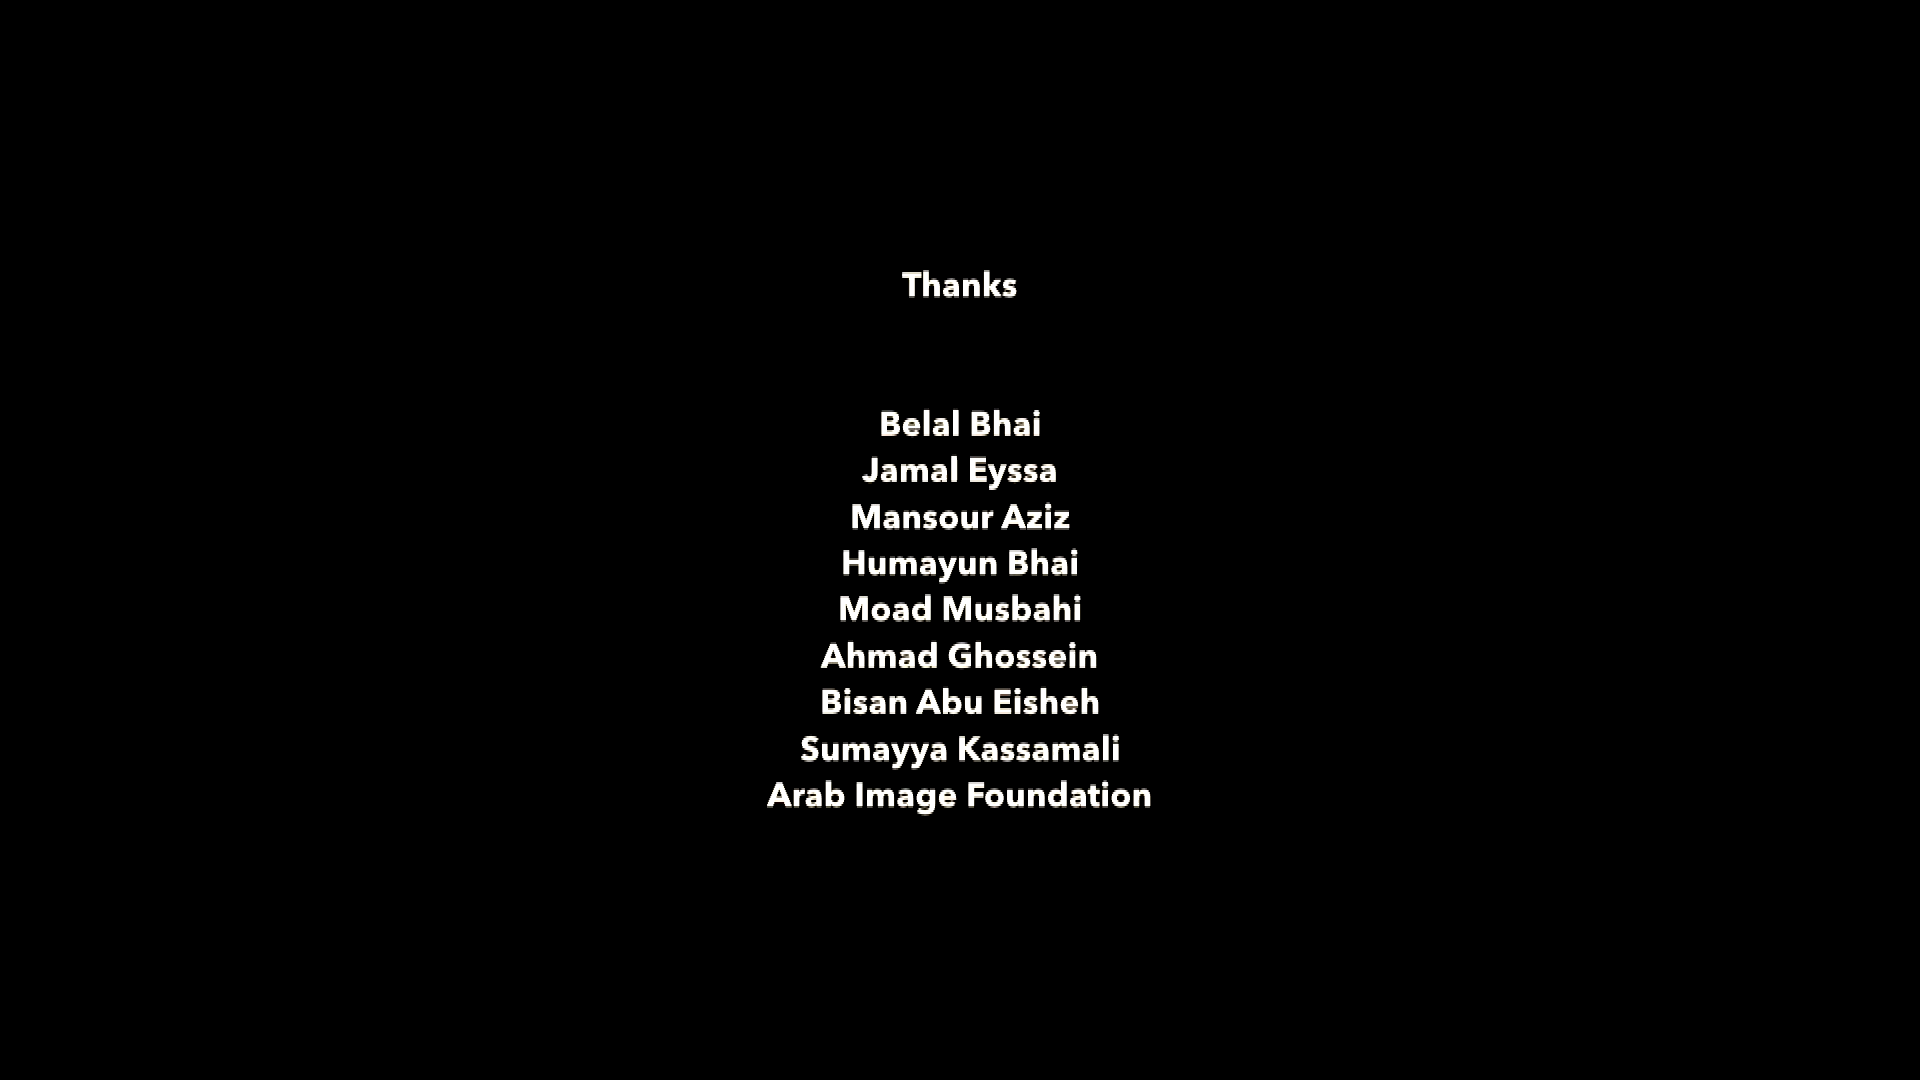 Thanks
Belal Bhai
Jamal Eyssa
Mansour Aziz
Humayun Bhai
Moad Musbahi
Ahmad Ghossein
Bisan Abu Eisheh
Sumayya Kassamali
Arab Image Foundation